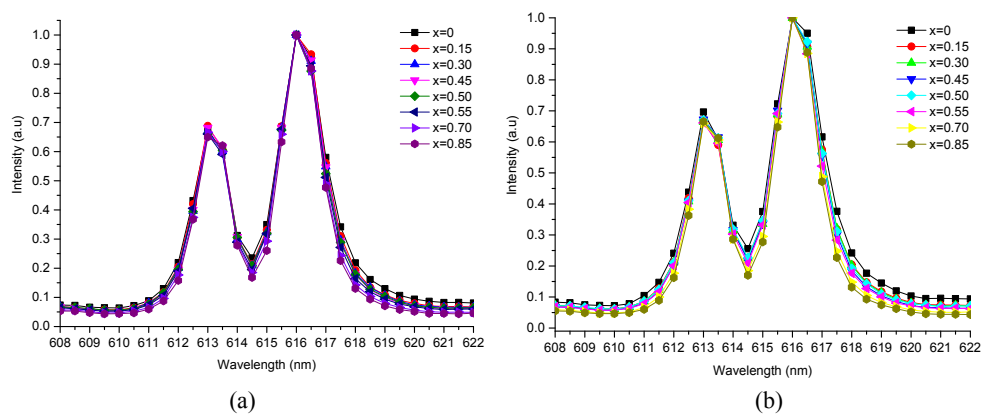 1.0
0.9
0.8
0.7
0.6
0.5
0.4
0.3
0.2
0.1
0.0
Intensity (a.u)
608 609 610 611 612 613 614 615 616 617 618 619 620 621 622
Wavelength (nm)
x=0
x=0.15
x=0.30
x=0.45
x=0.50
x=0.55
x=0.70
x=0.85
(a)
1.0
0.9
0.8
0.7
0.6
0.5
0.4
0.3
0.2
0.1
0.0
Intensity (a.u)
608 609 610 611 612 613 614 615 616 617 618 619 620 621 622
Wavelength (nm)
x=0
x=0.15
x=0.30
x=0.45
x=0.50
x=0.55
x=0.70
x=0.85
(b)